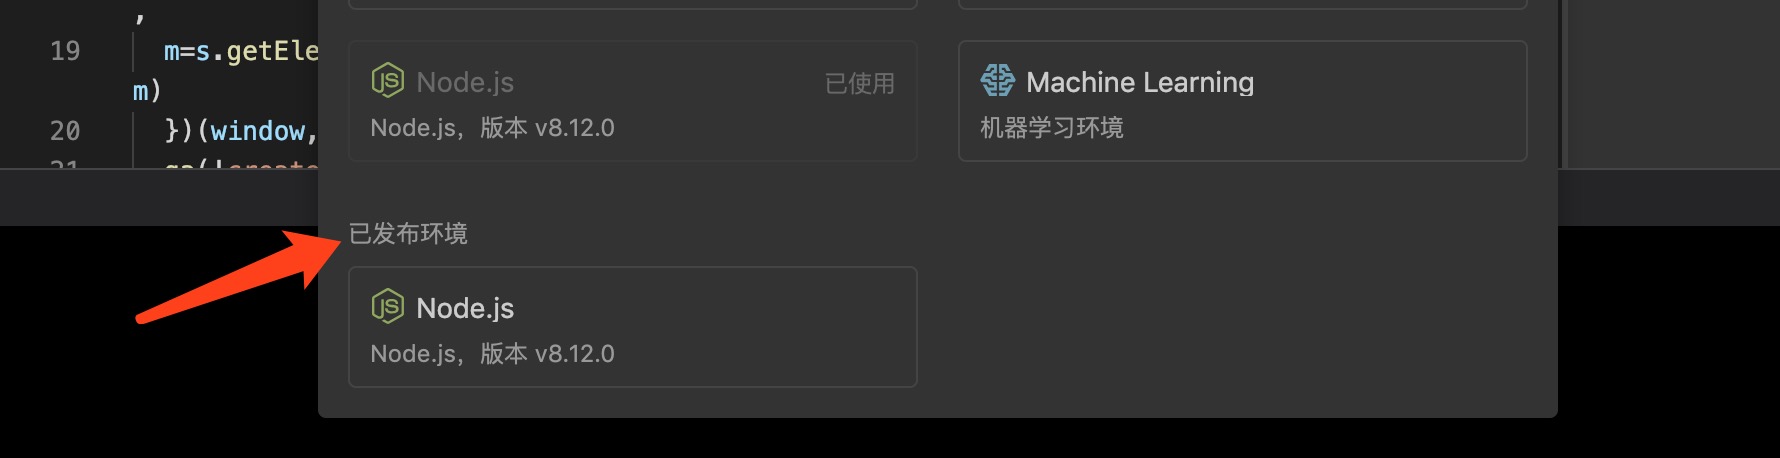 ,
19 m=s.getEle
m)
20 })(window,
21
Node.js 已使用
Node.js, 版本 v8.12.0
Machine Learning
机器学习环境
已发布环境
Node.js
Node.js, 版本 v8.12.0